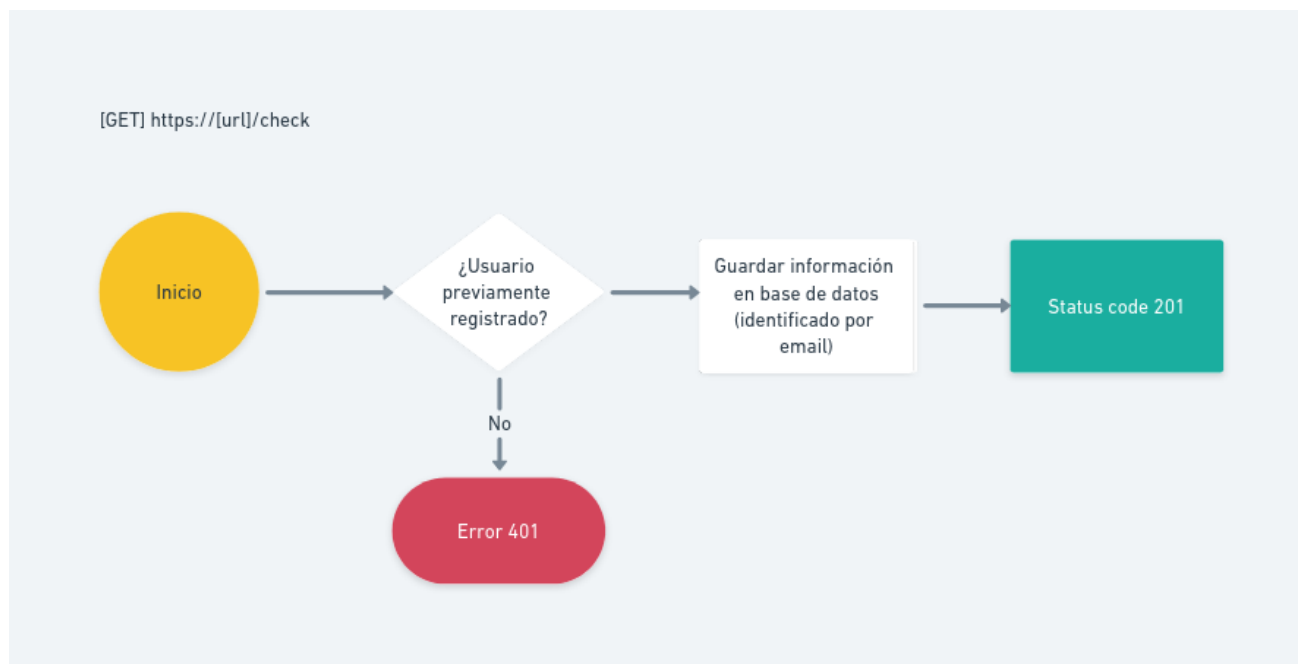 [GET] https://[url]/check
Inicio
¿Usuario
previamente
registrado?
Guardar información
en base de datos
(identificado por
email)
Status code 201
No
Error 401